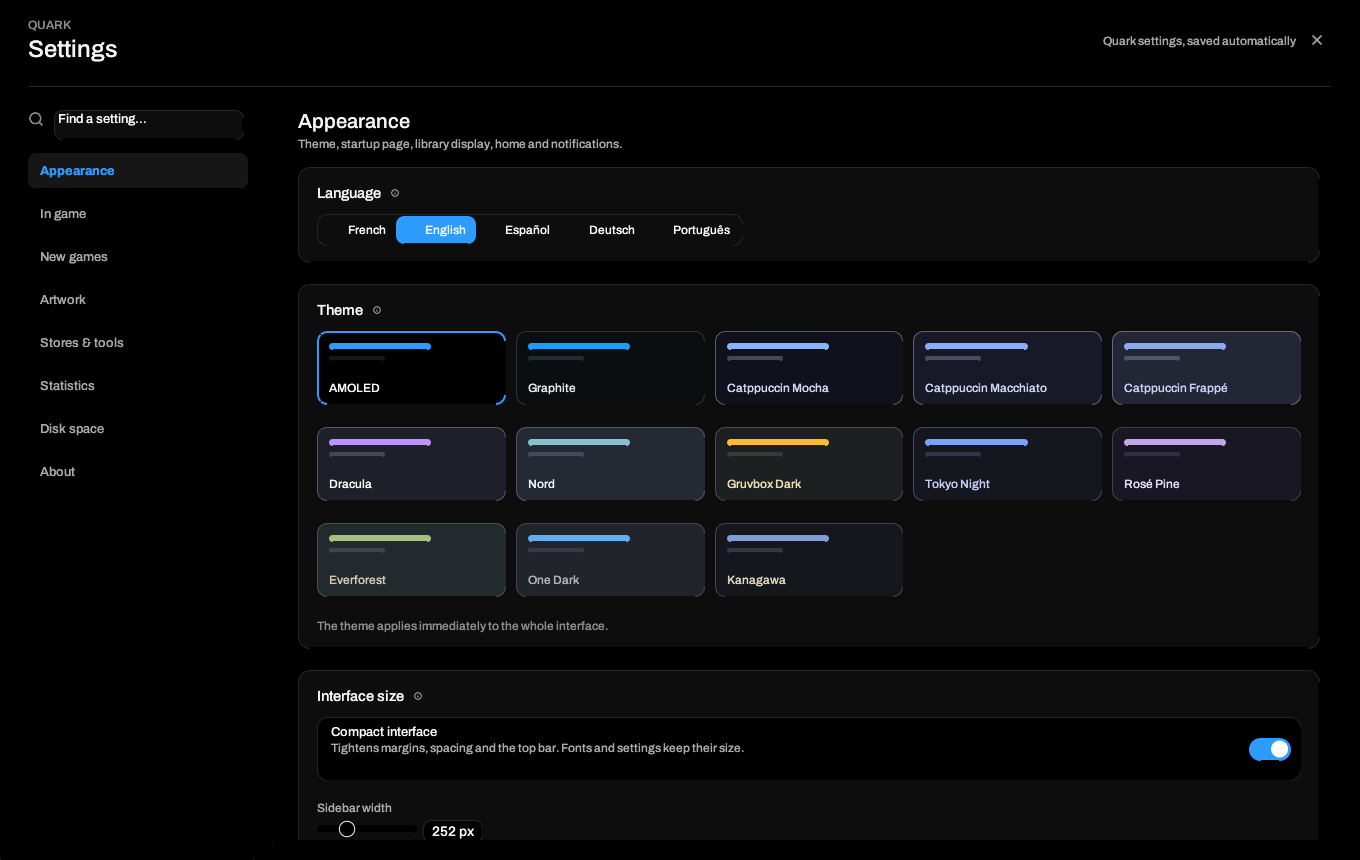 QUARK
Settings
Quark settings, saved automatically
Find a setting...
Appearance
In game
New games
Artwork
Stores & tools
Statistics
Disk space
About
Appearance
Theme, startup page, library display, home and notifications.
Language
French English Español Deutsch Português
Theme
AMOLED Graphite Catppuccin Mocha Catppuccin Macchiato Catppuccin Frappé
Dracula Nord Gruvbox Dark Tokyo Night Rosé Pine
Everforest One Dark Kanagawa
The theme applies immediately to the whole interface.
Interface size
Compact interface
Tightens margins, spacing and the top bar. Fonts and settings keep their size.
Sidebar width
252 px